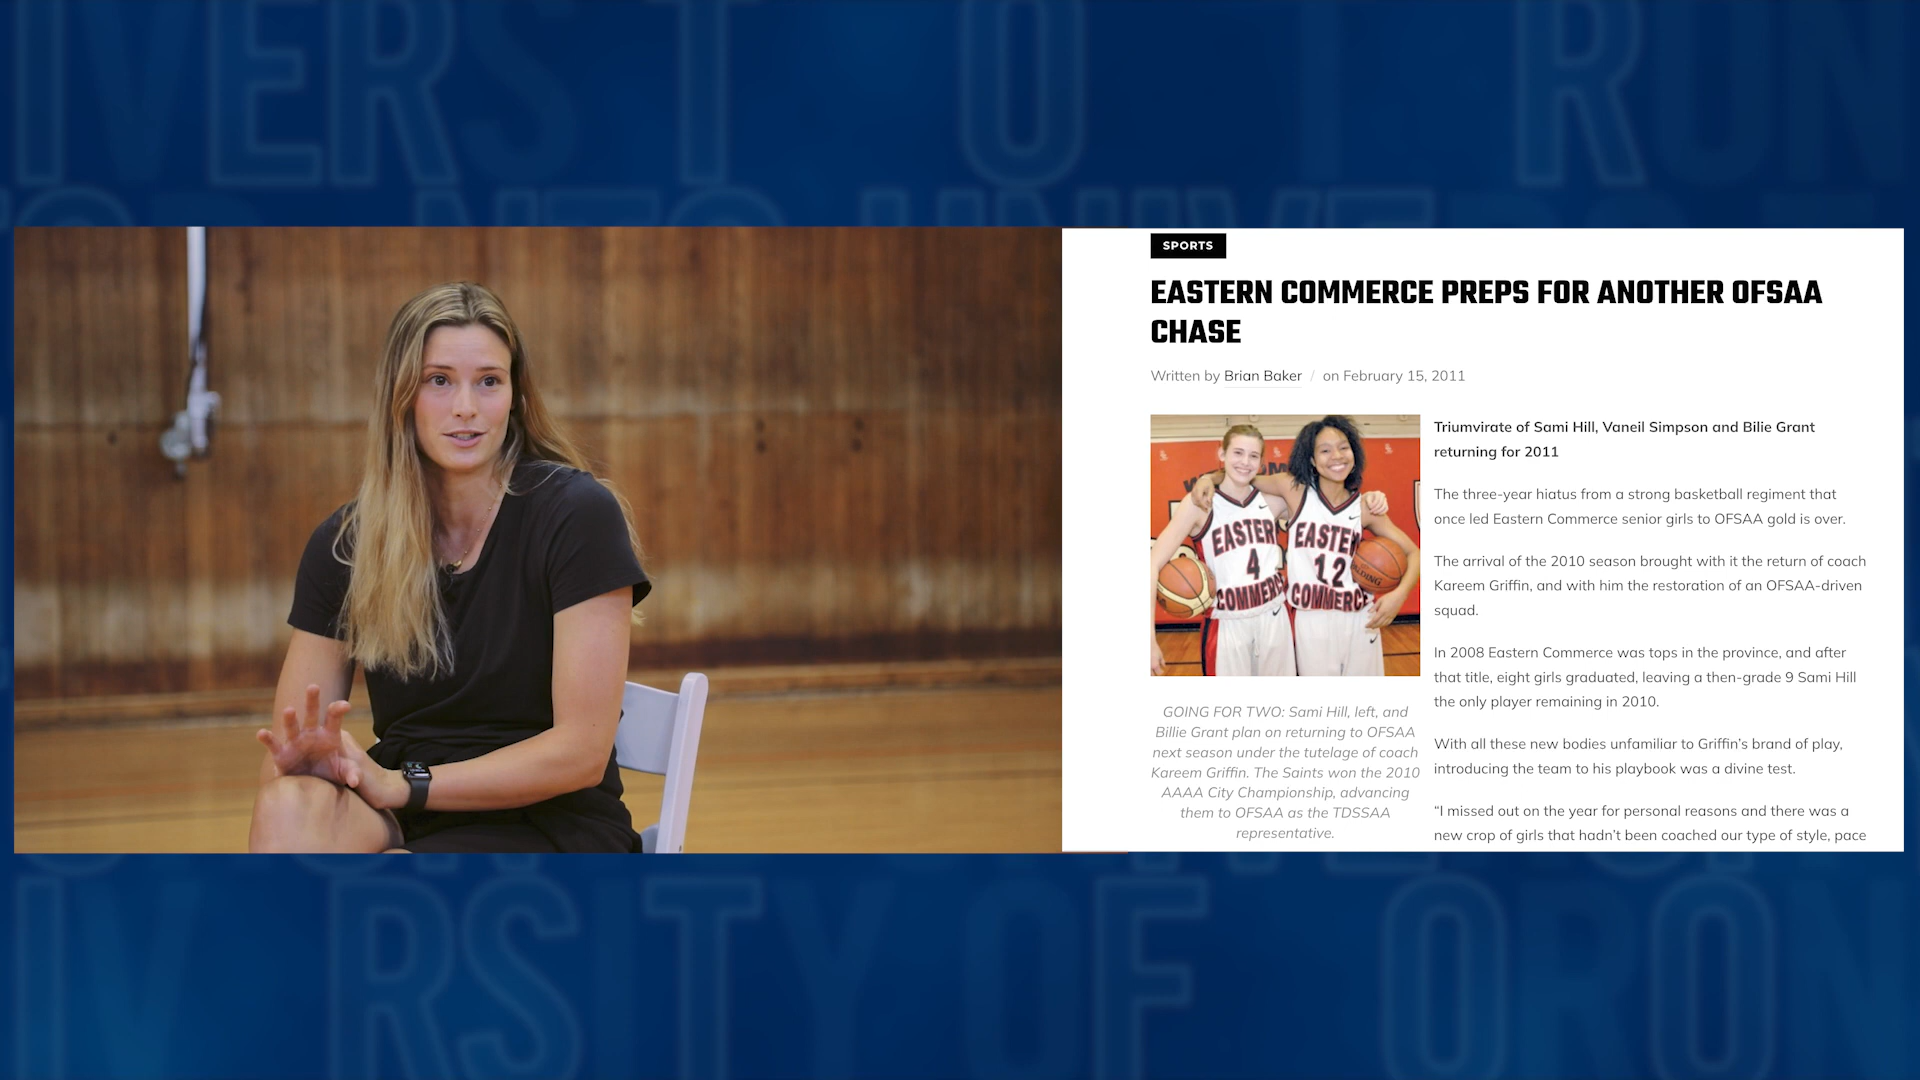 IVERS T O RON
TOR NTO UNIVERS
SPORTS
EASTERN COMMERCE PREPS FOR ANOTHER OFSAA
CHASE
Written by Brian Baker / on February 15, 2011
EASTER
4
COMMERC
EASTE
12
COMMERC
Triumvirate of Sami Hill, Vaneil Simpson and Bilie Grant
returning for 2011
The three-year hiatus from a strong basketball regiment that
once led Eastern Commerce senior girls to OFSAA gold is over.
The arrival of the 2010 season brought with it the return of coach
Kareem Griffin, and with him the restoration of an OFSAA-driven
squad.
In 2008 Eastern Commerce was tops in the province, and after
that title, eight girls graduated, leaving a then-grade 9 Sami Hill
the only player remaining in 2010.
With all these new bodies unfamiliar to Griffin’s brand of play,
introducing the team to his playbook was a divine test.
“I missed out on the year for personal reasons and there was a
new crop of girls that hadn’t been coached our type of style, pace
GOING FOR TWO: Sami Hill, left, and
Billie Grant plan on returning to OFSAA
next season under the tutelage of coach
Kareem Griffin. The Saints won the 2010
AAAA City Championship, advancing
them to OFSAA as the TDSSAA
representative.
IV RSITY OF ORON